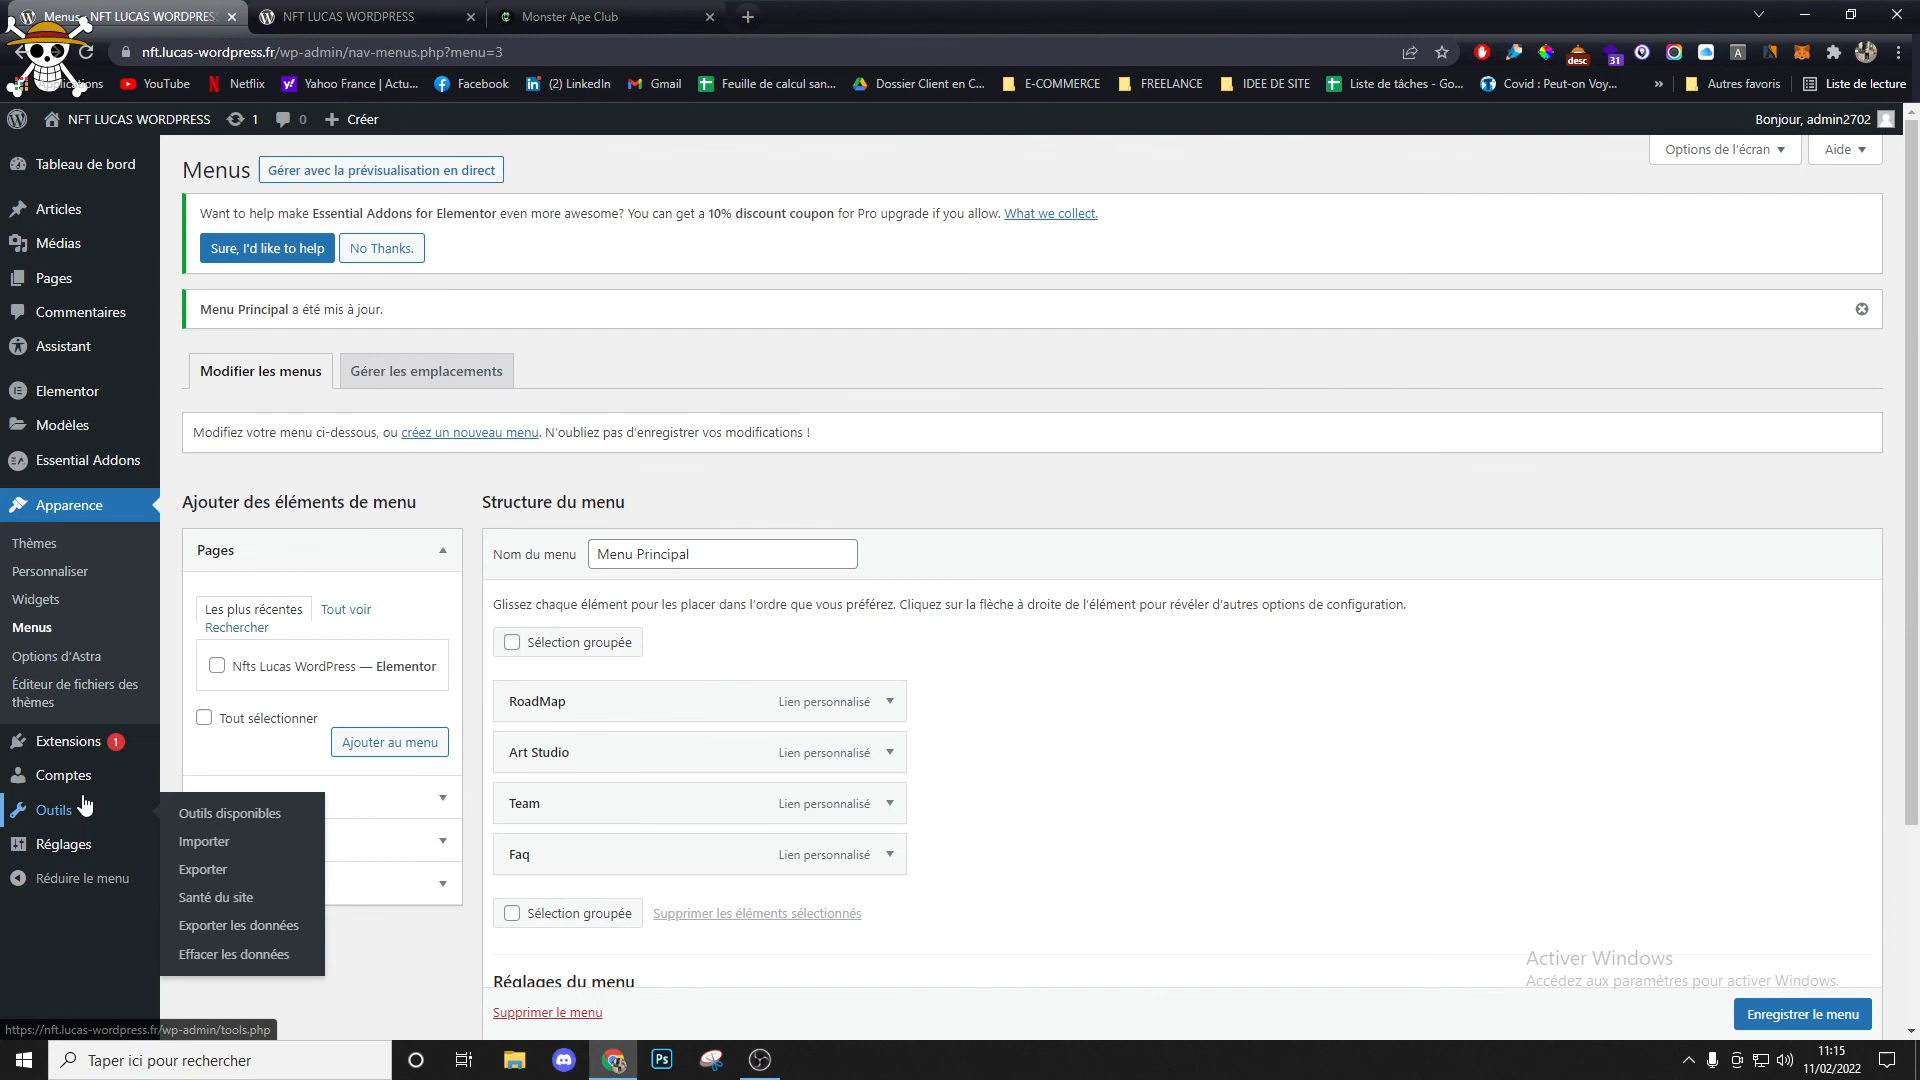 Menus ‹ NFT LUCAS WORDPRESS
NFT LUCAS WORDPRESS
Monster Ape Club
nft.lucas-wordpress.fr/wp-admin/nav-menus.php?menu=3
desc
31
YouTube
Netflix
Yahoo France | Actu...
Facebook
(2) LinkedIn
Gmail
Feuille de calcul san...
Dossier Client en C...
E-COMMERCE
FREELANCE
IDEE DE SITE
Liste de tâches - Go...
Covid : Peut-on Voy...
»
Autres favoris
Liste de lecture
NFT LUCAS WORDPRESS
1
0
Créer
Bonjour, admin2702
Tableau de bord
Articles
Médias
Pages
Commentaires
Assistant
Elementor
Modèles
Essential Addons
Apparence
Thèmes
Personnaliser
Widgets
Menus
Options d'Astra
Éditeur de fichiers des
thèmes
Extensions 1
Comptes
Outils
Réglages
Réduire le menu
Outils disponibles
Importer
Exporter
Santé du site
Exporter les données
Effacer les données
Options de l'écran
Aide
Menus
Gérer avec la prévisualisation en direct
Want to help make Essential Addons for Elementor even more awesome? You can get a 10% discount coupon for Pro upgrade if you allow. What we collect.
Sure, I'd like to help
No Thanks.
Menu Principal a été mis à jour.
Modifier les menus
Gérer les emplacements
Modifiez votre menu ci-dessous, ou créez un nouveau menu. N'oubliez pas d'enregistrer vos modifications !
Ajouter des éléments de menu
Pages
Les plus récentes
Tout voir
Rechercher
Nfts Lucas WordPress — Elementor
Tout sélectionner
Ajouter au menu
Structure du menu
Nom du menu
Menu Principal
Glissez chaque élément pour les placer dans l'ordre que vous préférez. Cliquez sur la flèche à droite de l'élément pour révéler d'autres options de configuration.
Sélection groupée
RoadMap Lien personnalisé
Art Studio Lien personnalisé
Team Lien personnalisé
Faq Lien personnalisé
Sélection groupée
Supprimer les éléments sélectionnés
Réglages du menu
Supprimer le menu
Enregistrer le menu
Activer Windows
Accédez aux paramètres pour activer Windows.
https://nft.lucas-wordpress.fr/wp-admin/tools.php
Taper ici pour rechercher
Ps
11:15
11/02/2022